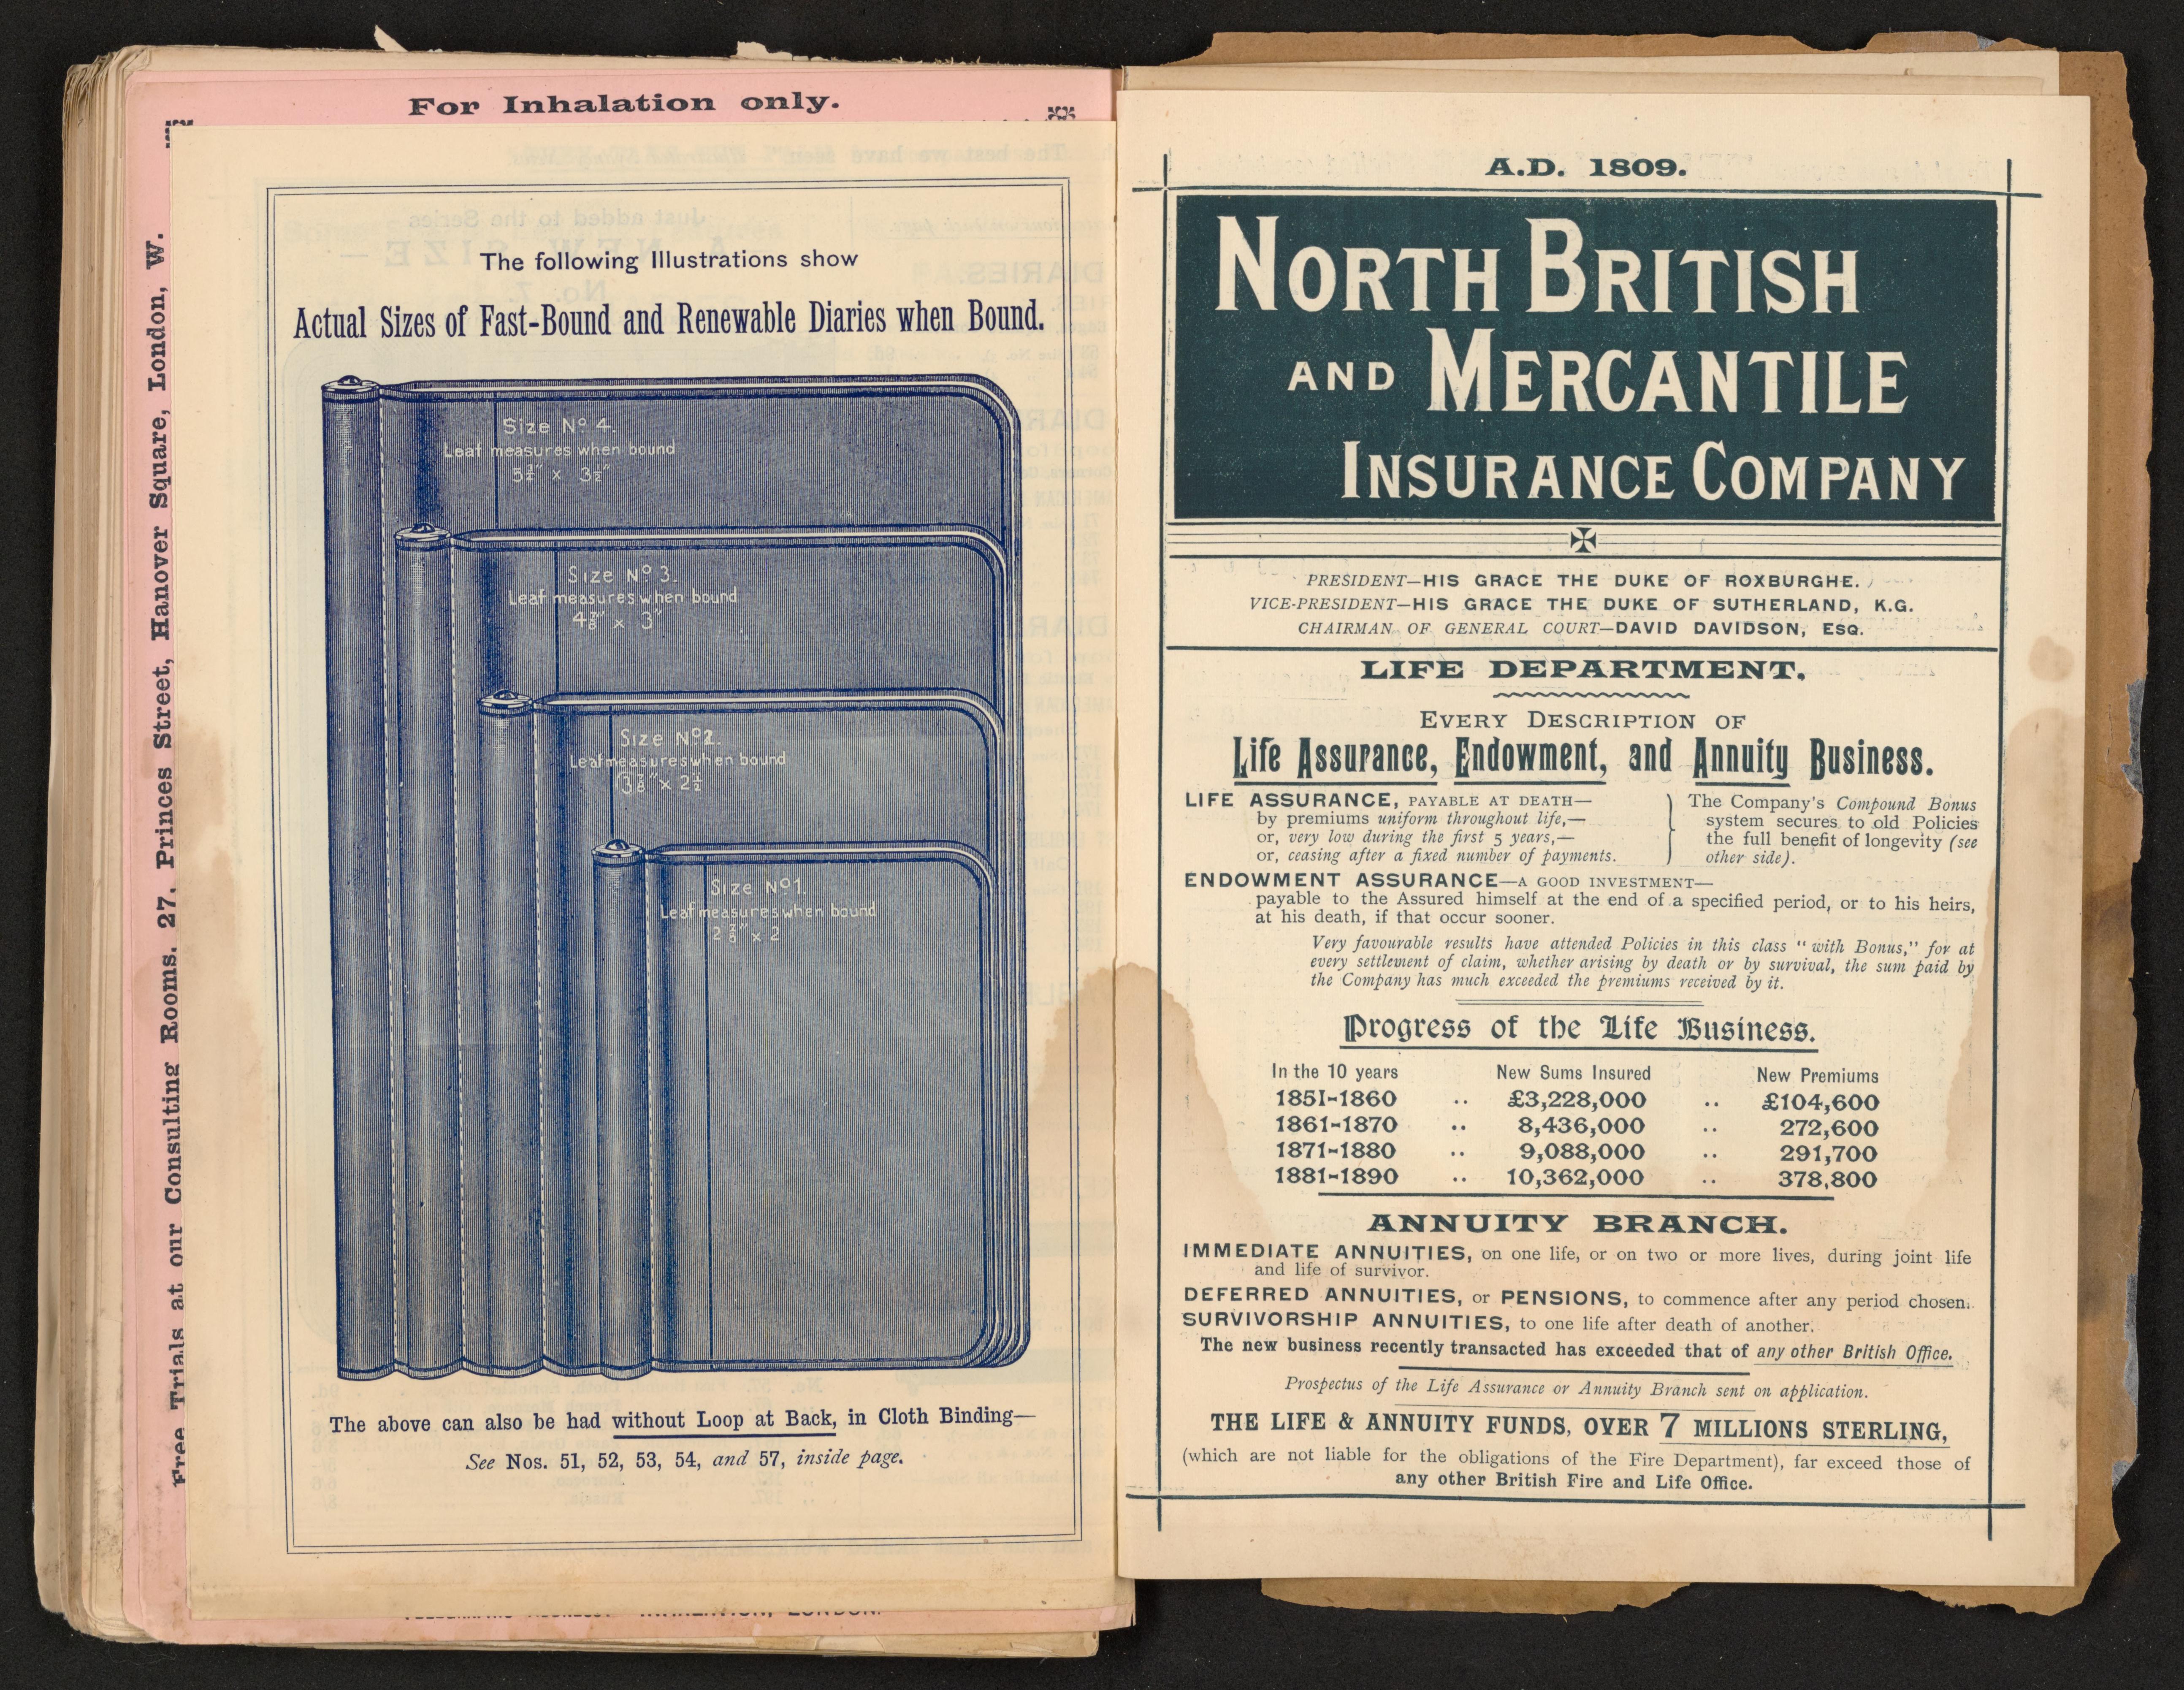 For Inhalation only.
Free Trials at our Consulting Rooms. 27, Princes Street, Hanover Square, London, W.
The following Illustrations show
Actual Sizes of Fast-Bound and Renewable Diaries when Bound.
Size No 4.
Leaf measures when bound
Size No 3.
Leaf measures when bound
4⅞" x 3"
Size No 2.
Leaf measures when bound
3⅞" x 2½
Size No 1.
Leaf measures when bound
2⅞" x 2
The above can also be had without Loop at Back, in Cloth Binding—
See Nos. 51, 52, 53, 54, and 57, inside page.
A.D. 1809.
NORTH BRITISH
AND MERCANTILE
INSURANCE COMPANY
PRESIDENT—HIS GRACE THE DUKE OF ROXBURGHE.
VICE-PRESIDENT—HIS GRACE THE DUKE OF SUTHERLAND, K.G.
CHAIRMAN OF GENERAL COURT—DAVID DAVIDSON, ESQ.
LIFE DEPARTMENT.
EVERY DESCRIPTION OF
Life Assurance, Endowment, and Annuity Business.
LIFE ASSURANCE, PAYABLE AT DEATH—
by premiums uniform throughout life,—
or, very low during the first 5 years,—
or, ceasing after a fixed number of payments.
The Company's Compound Bonus
system secures to old Policies
the full benefit of longevity (see
other side).
ENDOWMENT ASSURANCE—A GOOD INVESTMENT—
payable to the Assured himself at the end of a specified period, or to his heirs,
at his death, if that occur sooner.
Very favourable results have attended Policies in this class "with Bonus," for at
every settlement of claim, whether arising by death or by survival, the sum paid by
the Company has much exceeded the premiums received by it.
Progress of the Life Business.
In the 10 years New Sums Insured New Premiums
1851-1860 .. £3,228,000 .. £104,600
1861-1870 .. 8,436,000 .. 272,600
1871-1880 .. 9,088,000 .. 291,700
1881-1890 .. 10,362,000 .. 378,800
ANNUITY BRANCH.
IMMEDIATE ANNUITIES, on one life, or on two or more lives, during joint life
and life of survivor.
DEFERRED ANNUITIES, or PENSIONS, to commence after any period chosen.
SURVIVORSHIP ANNUITIES, to one life after death of another.
The new business recently transacted has exceeded that of any other British Office.
Prospectus of the Life Assurance or Annuity Branch sent on application.
THE LIFE & ANNUITY FUNDS, OVER 7 MILLIONS STERLING,
(which are not liable for the obligations of the Fire Department), far exceed those of
any other British Fire and Life Office.